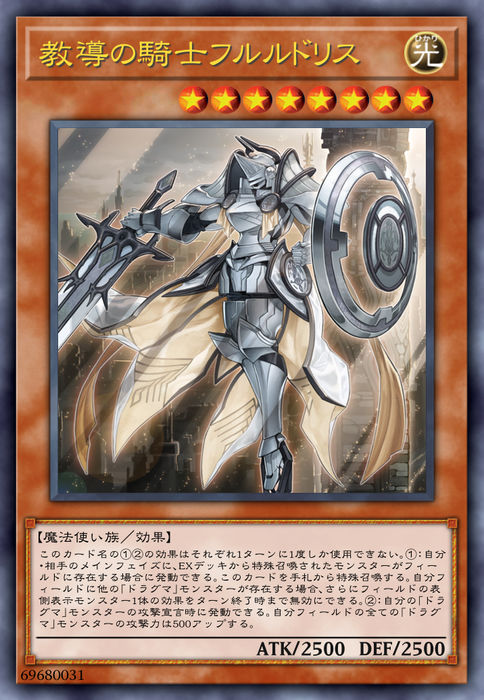 教導の騎士フルルドリス
ひかり
光
【魔法使い族／効果】
このカード名の①②の効果はそれぞれ1ターンに1度しか使用できない。①:自分
・相手のメインフェイズに、EXデッキから特殊召喚されたモンスターがフィー
ルドに存在する場合に発動できる。このカードを手札から特殊召喚する。自分フ
ィールドに他の「ドラグマ」モンスターが存在する場合、さらにフィールドの表
側表示モンスター1体の効果をターン終了時まで無効にできる。②:自分の「ドラ
グマ」モンスターの攻撃宣言時に発動できる。自分フィールドの全ての「ドラグ
マ」モンスターの攻撃力は500アップする。
ATK/2500 DEF/2500
69680031